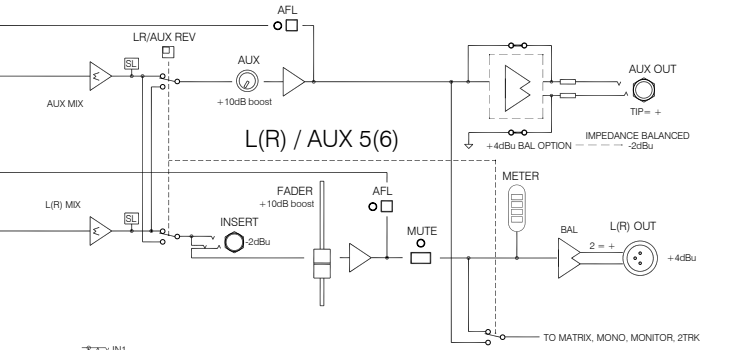 AFL
LR/AUX REV
SL
AUX
AUX MIX
+10dB boost
AUX OUT
TIP= +
L(R) / AUX 5(6)
+4dBu BAL OPTION
IMPEDANCE BALANCED
-2dBu
METER
FADER
+10dB boost
AFL
L(R) MIX
SL
INSERT
-2dBu
MUTE
BAL
L(R) OUT
2 = +
+4dBu
TO MATRIX, MONO, MONITOR, 2TRK
IN1